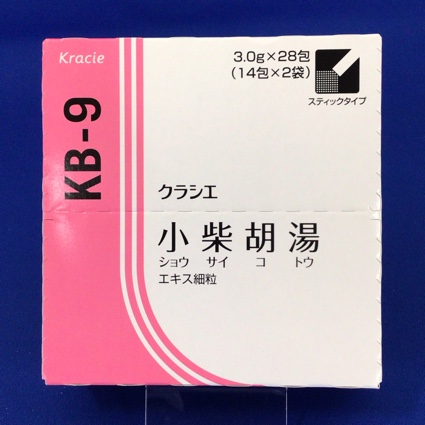 Kracie
3.0g×28包
(14包×2袋)
スティックタイプ
KB-9
クラシエ
小柴胡湯
ショウ サイ コ トウ
エキス細粒